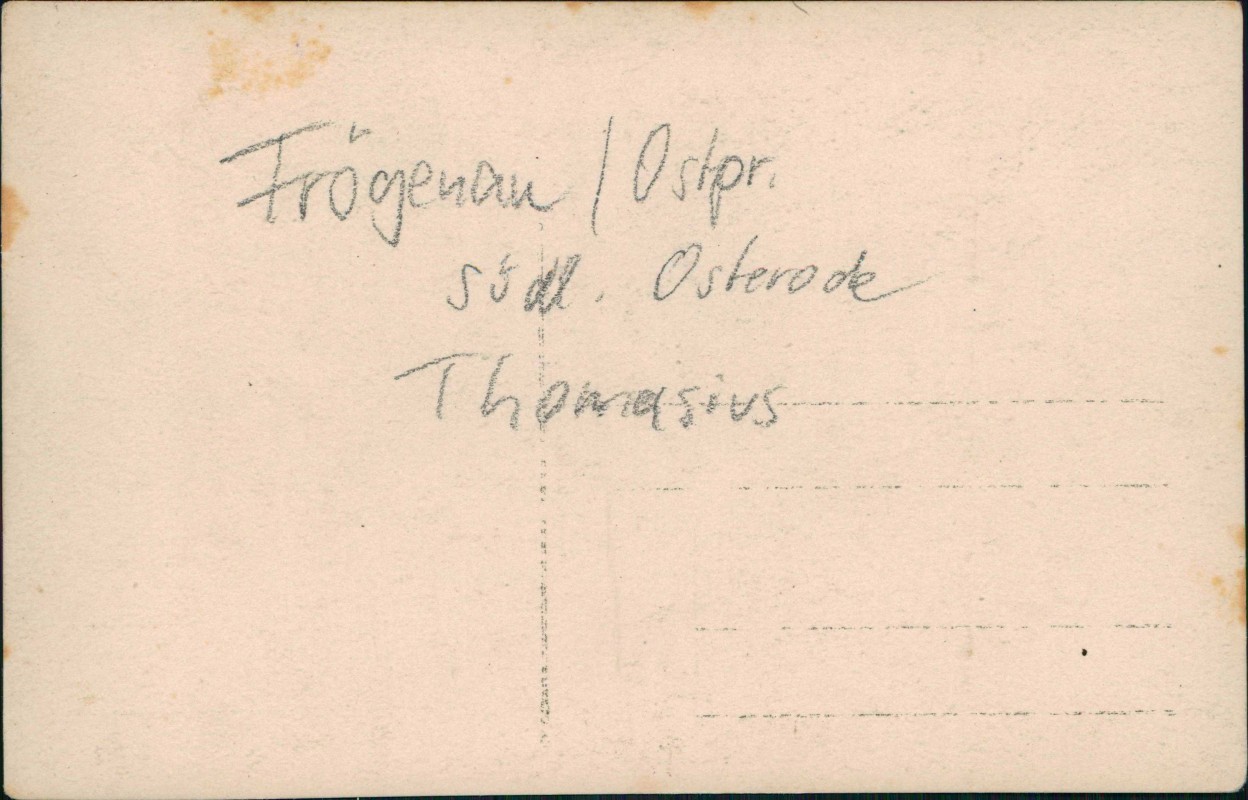 Frögenau / Ostpr.
südl. Osterode
Thomasius